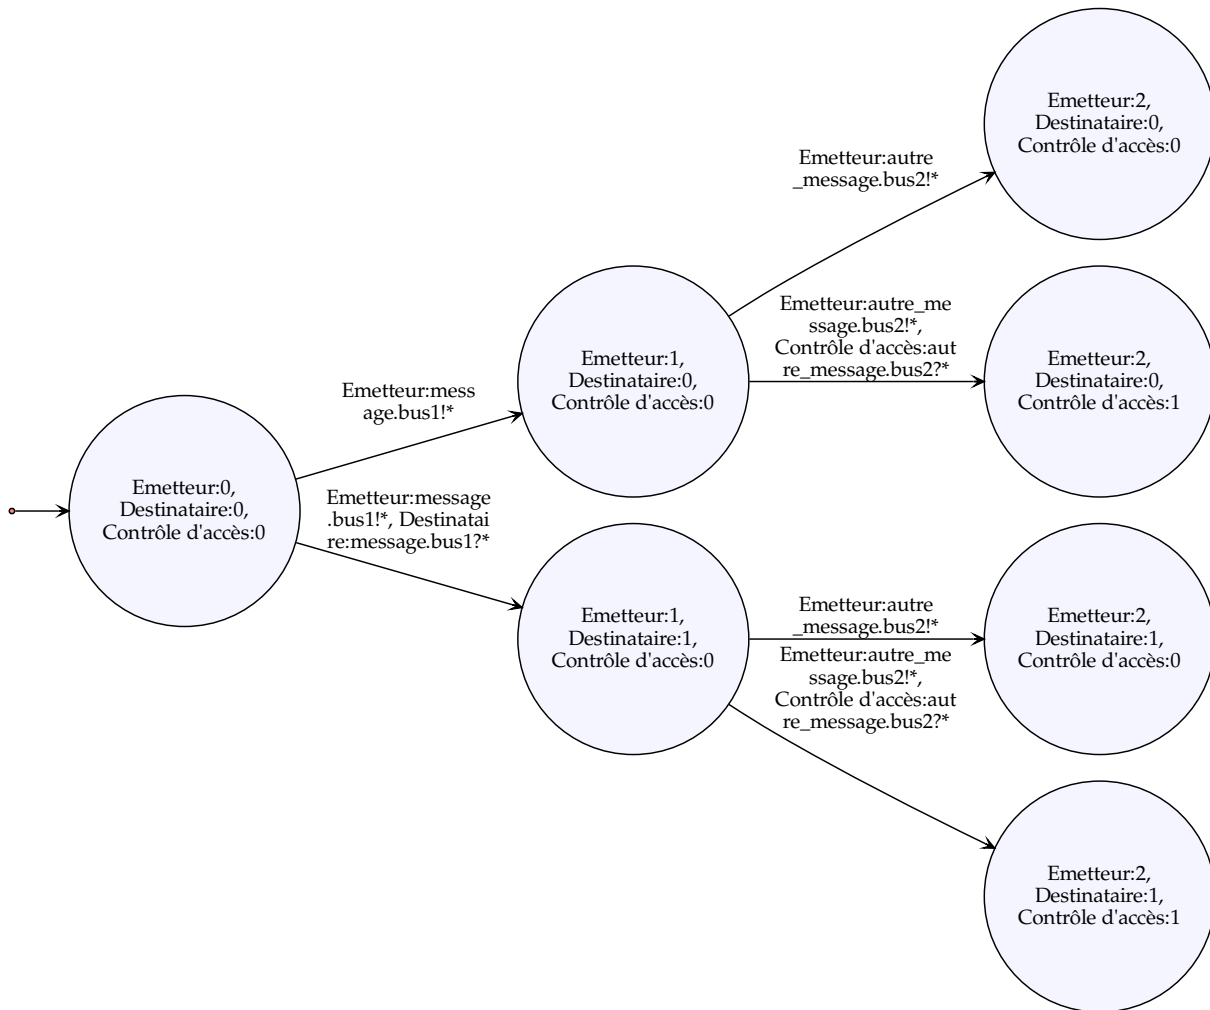 Emetteur:2,
Destinataire:0,
Contrôle d'accès:0
Emetteur:autre
_message.bus2!*
Emetteur:autre_me
ssage.bus2!*,
Contrôle d'accès:aut
re_message.bus2?*
Emetteur:1,
Destinataire:0,
Contrôle d'accès:0
Emetteur:2,
Destinataire:0,
Contrôle d'accès:1
Emetteur:mess
age.bus1!*
Emetteur:0,
Destinataire:0,
Contrôle d'accès:0
Emetteur:message
.bus1!*, Destinatai
re:message.bus1?*
Emetteur:1,
Destinataire:1,
Contrôle d'accès:0
Emetteur:autre
_message.bus2!*
Emetteur:autre_me
ssage.bus2!*,
Contrôle d'accès:aut
re_message.bus2?*
Emetteur:2,
Destinataire:1,
Contrôle d'accès:0
Emetteur:2,
Destinataire:1,
Contrôle d'accès:1